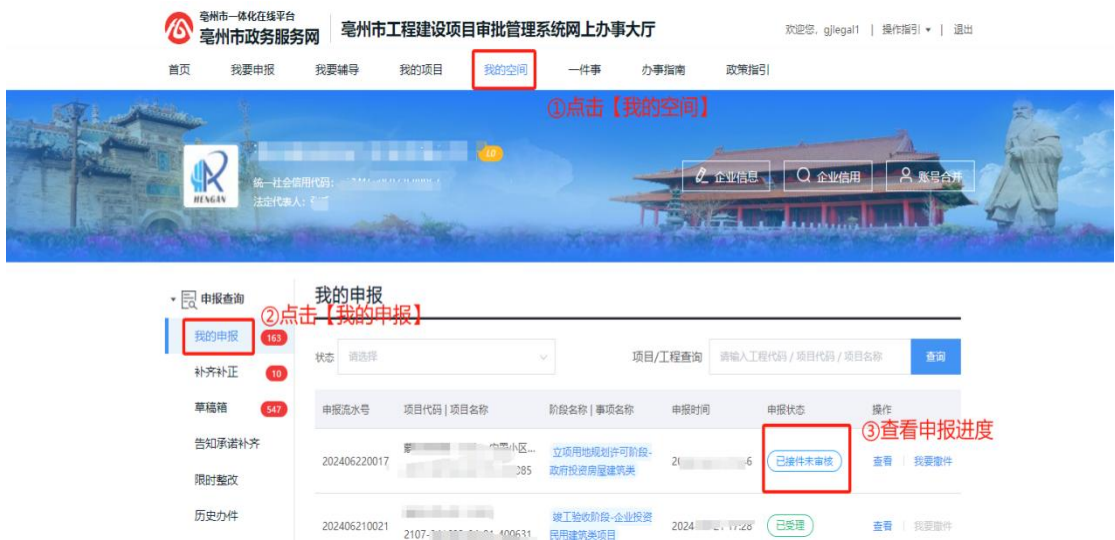 亳州市一体化在线平台
亳州市政务服务网
亳州市工程建设项目审批管理系统网上办事大厅
欢迎您, gjlegal1 | 操作指引 ▾ | 退出
首页 我要申报 我要辅导 我的项目 我的空间 一件事 办事指南 政策指引
①点击【我的空间】
L0
统一社会信用代码:
法定代表人:
HENGAN
企业信息 企业信用 账号合并
申报查询
我的申报
②点击【我的申报】
我的申报 163
状态 请选择 项目/工程查询 请输入工程代码 / 项目代码 / 项目名称 查询
补齐补正 10
草稿箱 547
申报流水号 项目代码 | 项目名称 阶段名称 | 事项名称 申报时间 申报状态 操作
③查看申报进度
告知承诺补齐
限时整改
历史办件
202406220017 小区... 立项用地规划许可阶段-政府投资房屋建筑类 已接件未审核 查看 | 我要撤件
202406210021 竣工验收阶段-企业投资民用建筑类项目 2024 17:28 已受理 查看 | 我要撤件